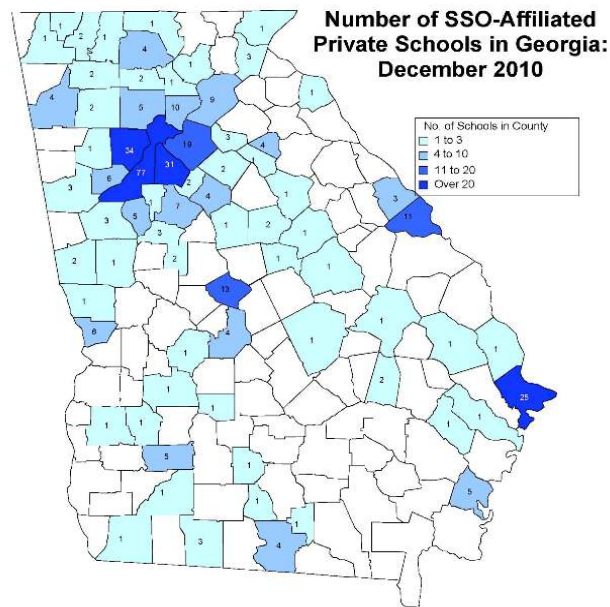 Number of SSO-Affiliated
Private Schools in Georgia:
December 2010
No. of Schools in County
1 to 3
4 to 10
11 to 20
Over 20
1 1 2 1 1 1
4 3
2 2 1 1 1
4 2 5 10 9
1 34 19 3 4
77 31 2
3 6 1 2 4 1 3
3 5 7 11
3 1 2 1
2 1 2 1
1 13
6 4 1 1 1 1
1
1 1 2 25
1 1 1 1
5 1
1 1 5
1 3 4 1